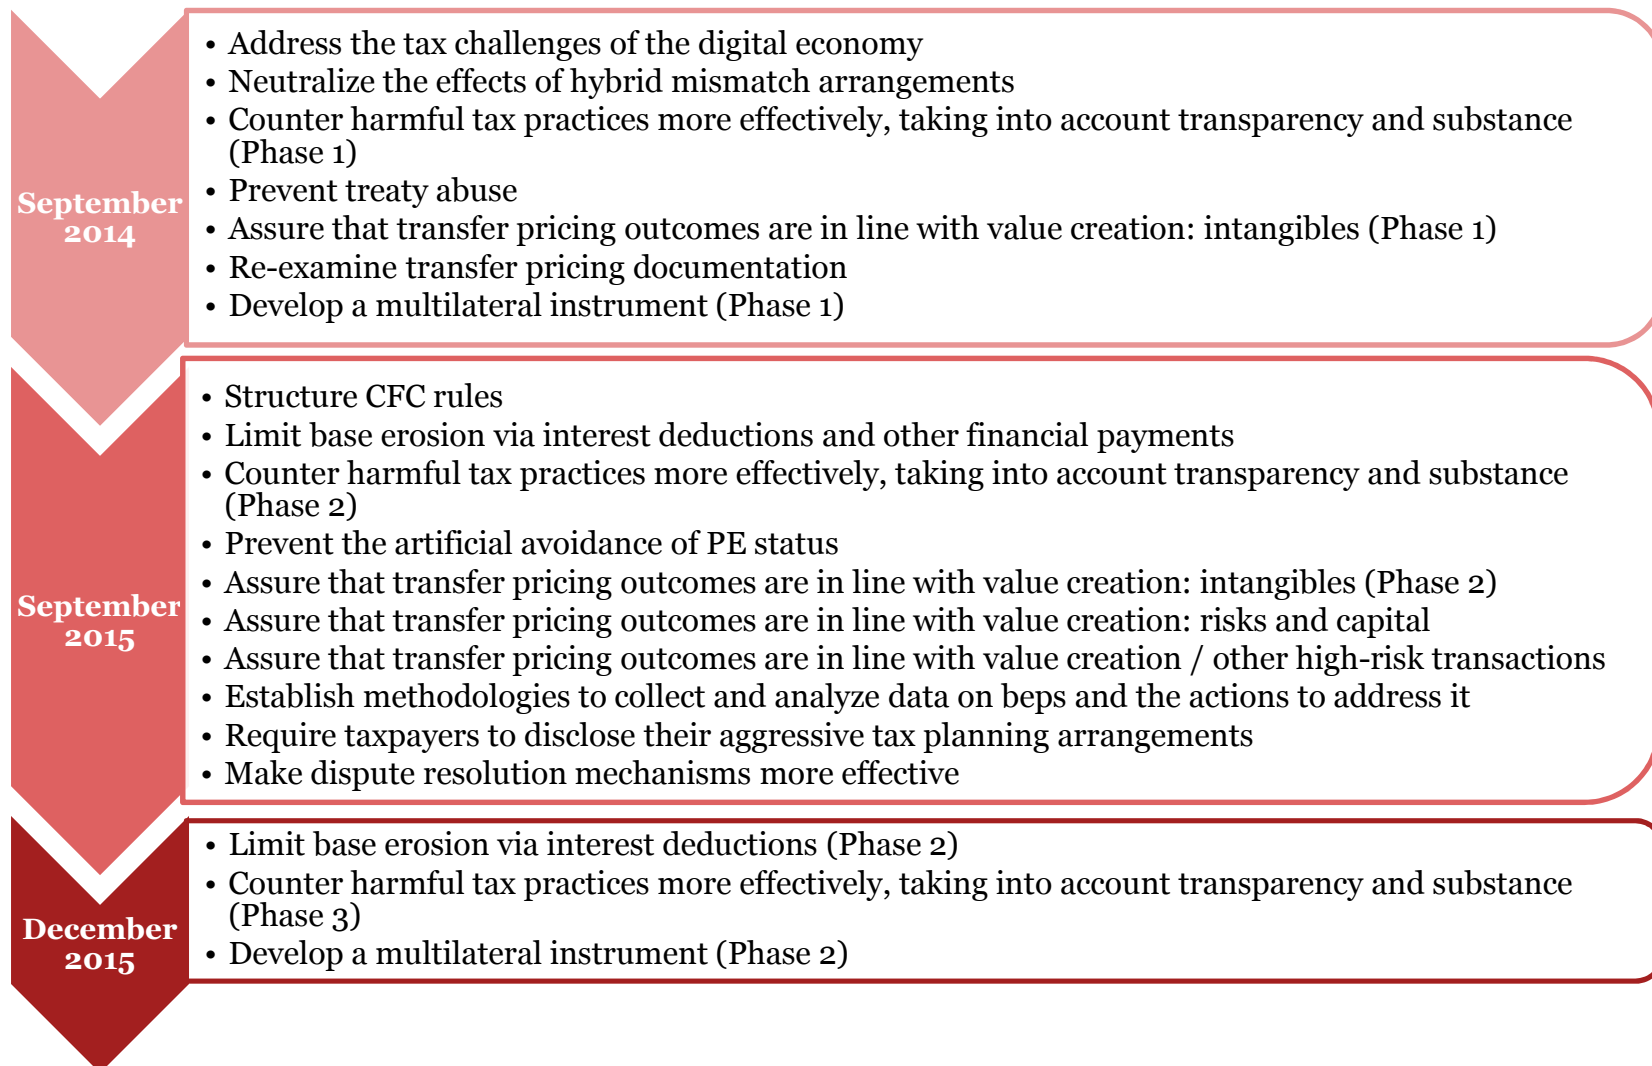 September
2014
• Address the tax challenges of the digital economy
• Neutralize the effects of hybrid mismatch arrangements
• Counter harmful tax practices more effectively, taking into account transparency and substance
(Phase 1)
• Prevent treaty abuse
• Assure that transfer pricing outcomes are in line with value creation: intangibles (Phase 1)
• Re-examine transfer pricing documentation
• Develop a multilateral instrument (Phase 1)
September
2015
• Structure CFC rules
• Limit base erosion via interest deductions and other financial payments
• Counter harmful tax practices more effectively, taking into account transparency and substance
(Phase 2)
• Prevent the artificial avoidance of PE status
• Assure that transfer pricing outcomes are in line with value creation: intangibles (Phase 2)
• Assure that transfer pricing outcomes are in line with value creation: risks and capital
• Assure that transfer pricing outcomes are in line with value creation / other high-risk transactions
• Establish methodologies to collect and analyze data on beps and the actions to address it
• Require taxpayers to disclose their aggressive tax planning arrangements
• Make dispute resolution mechanisms more effective
December
2015
• Limit base erosion via interest deductions (Phase 2)
• Counter harmful tax practices more effectively, taking into account transparency and substance
(Phase 3)
• Develop a multilateral instrument (Phase 2)